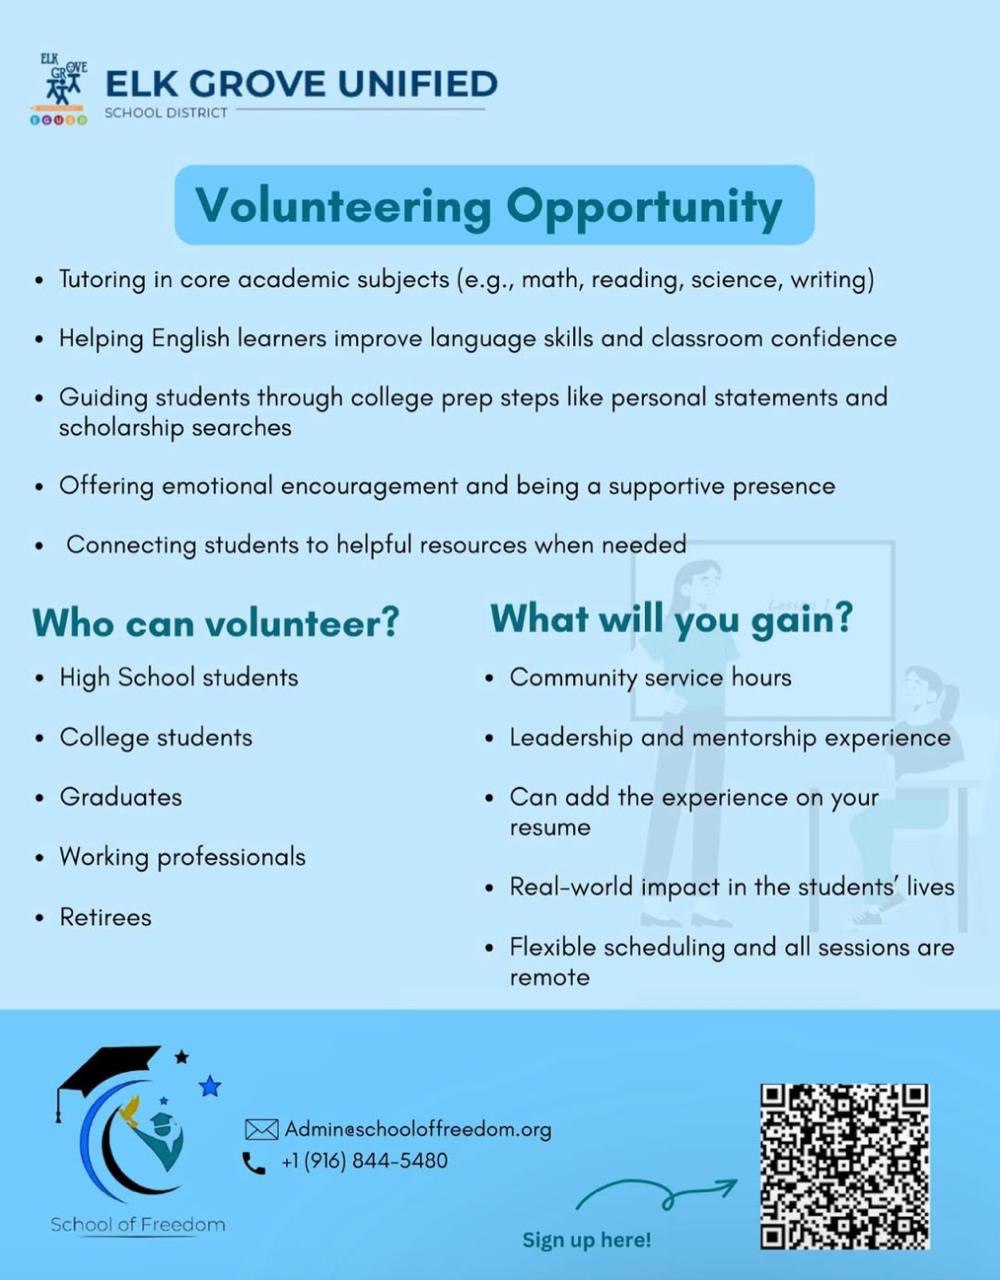 ELK
GROVE
EGUSD
ELK GROVE UNIFIED
SCHOOL DISTRICT
Volunteering Opportunity
• Tutoring in core academic subjects (e.g., math, reading, science, writing)
• Helping English learners improve language skills and classroom confidence
• Guiding students through college prep steps like personal statements and
scholarship searches
• Offering emotional encouragement and being a supportive presence
• Connecting students to helpful resources when needed
Who can volunteer?
• High School students
• College students
• Graduates
• Working professionals
• Retirees
What will you gain?
• Community service hours
• Leadership and mentorship experience
• Can add the experience on your
resume
• Real-world impact in the students’ lives
• Flexible scheduling and all sessions are
remote
Admin@schooloffreedom.org
+1 (916) 844-5480
School of Freedom
Sign up here!